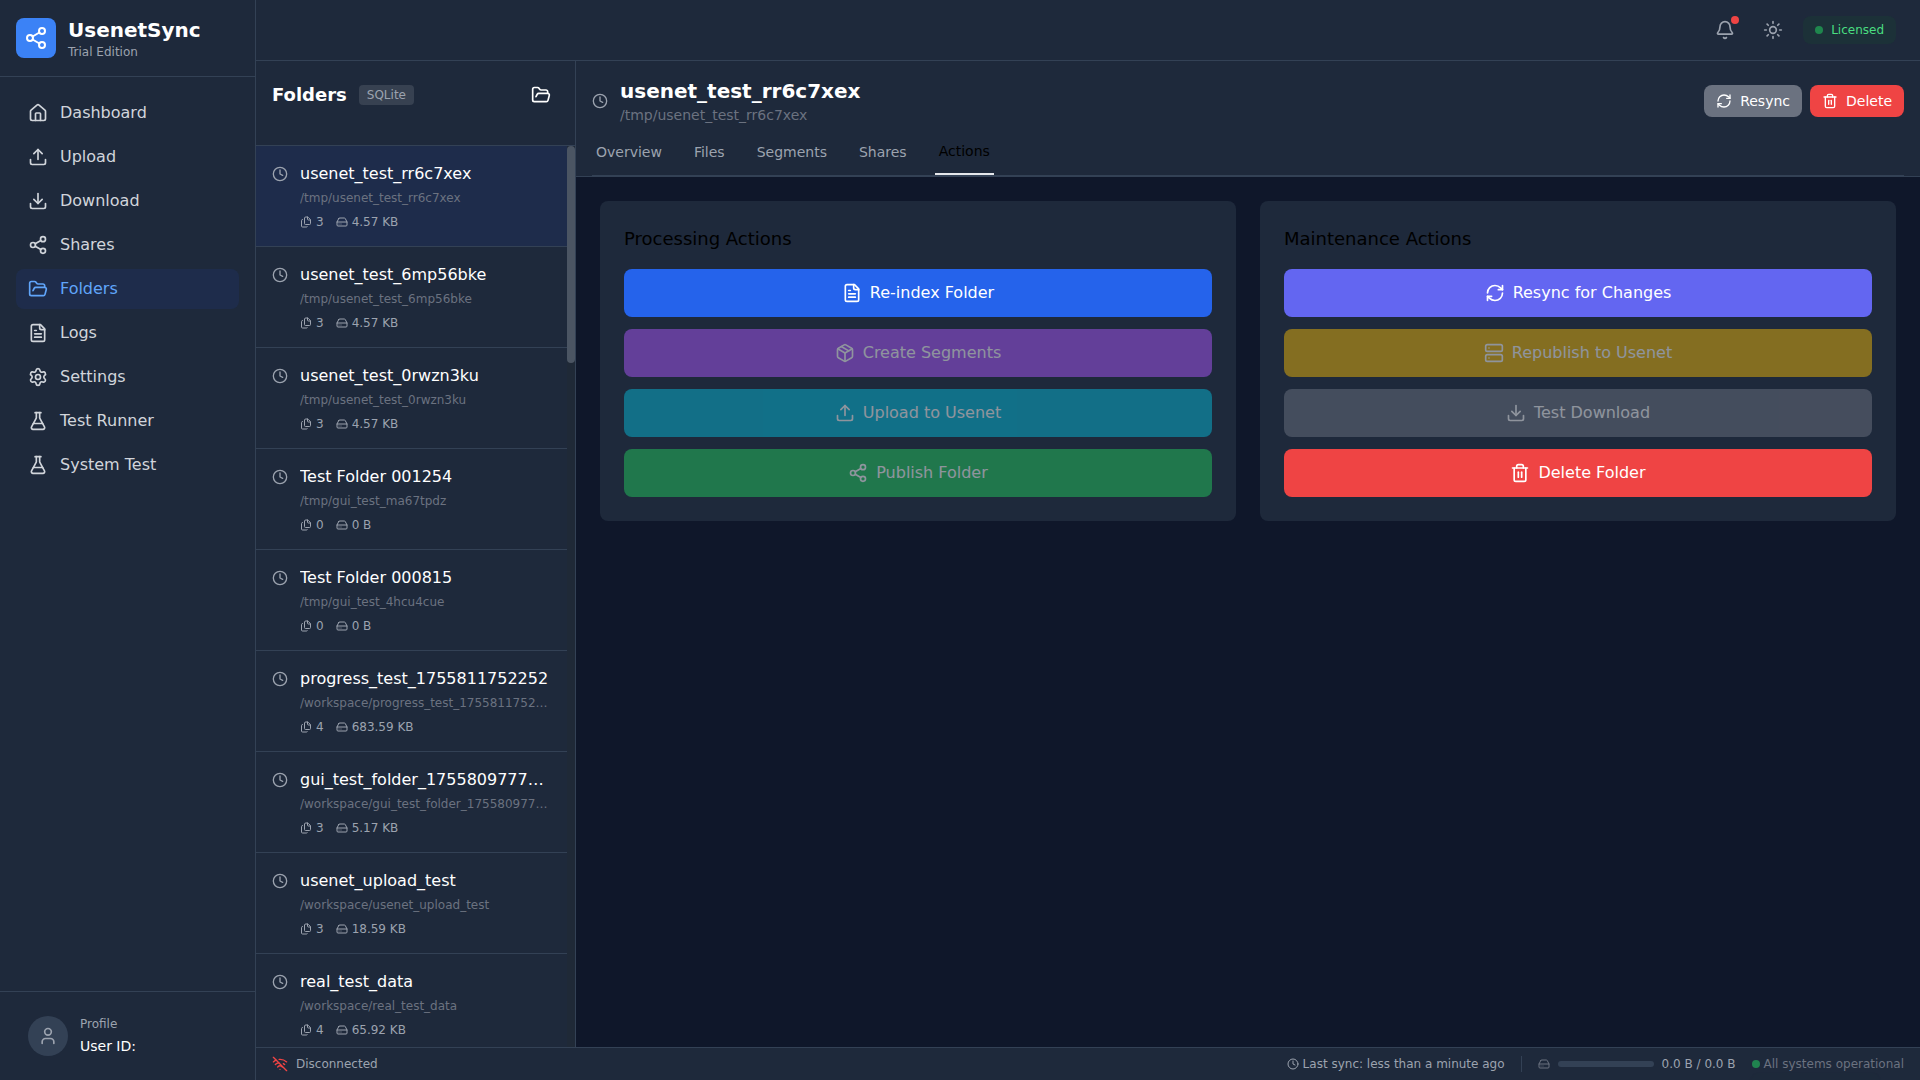 UsenetSync
Trial Edition
Dashboard
Upload
Download
Shares
Folders
Logs
Settings
Test Runner
System Test
Profile
User ID:
Licensed
Folders SQLite
usenet_test_rr6c7xex
/tmp/usenet_test_rr6c7xex
3 4.57 KB
usenet_test_6mp56bke
/tmp/usenet_test_6mp56bke
3 4.57 KB
usenet_test_0rwzn3ku
/tmp/usenet_test_0rwzn3ku
3 4.57 KB
Test Folder 001254
/tmp/gui_test_ma67tpdz
0 0 B
Test Folder 000815
/tmp/gui_test_4hcu4cue
0 0 B
progress_test_1755811752252
/workspace/progress_test_1755811752...
4 683.59 KB
gui_test_folder_1755809777...
/workspace/gui_test_folder_175580977...
3 5.17 KB
usenet_upload_test
/workspace/usenet_upload_test
3 18.59 KB
real_test_data
/workspace/real_test_data
4 65.92 KB
usenet_test_rr6c7xex
/tmp/usenet_test_rr6c7xex
Resync Delete
Overview Files Segments Shares Actions
Processing Actions
Re-index Folder
Create Segments
Upload to Usenet
Publish Folder
Maintenance Actions
Resync for Changes
Republish to Usenet
Test Download
Delete Folder
Disconnected
Last sync: less than a minute ago
0.0 B / 0.0 B
All systems operational